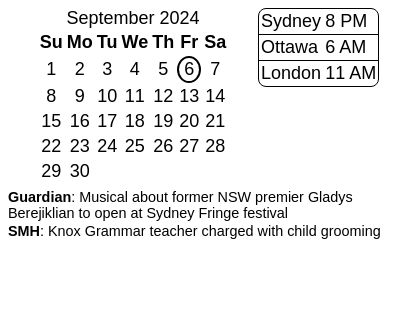 September 2024
Su Mo Tu We Th Fr Sa
1 2 3 4 5 6 7
8 9 10 11 12 13 14
15 16 17 18 19 20 21
22 23 24 25 26 27 28
29 30
Sydney 8 PM
Ottawa 6 AM
London 11 AM
Guardian: Musical about former NSW premier Gladys
Berejiklian to open at Sydney Fringe festival
SMH: Knox Grammar teacher charged with child grooming